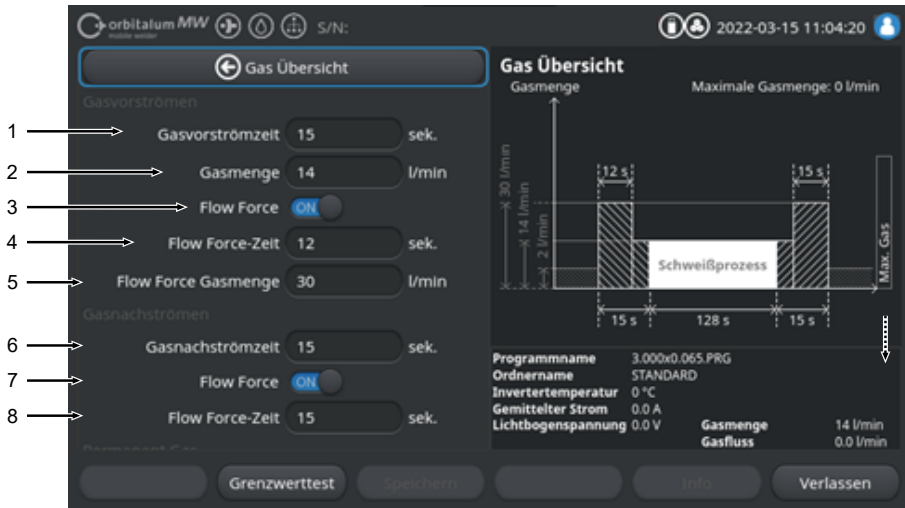 orbitalum MW
mobile welder
S/N:
2022-03-15 11:04:20
Gas Übersicht
Gasvorströmen
1
Gasvorströmzeit 15 sek.
2
Gasmenge 14 l/min
3
Flow Force ON
4
Flow Force-Zeit 12 sek.
5
Flow Force Gasmenge 30 l/min
Gasnachströmen
6
Gasnachströmzeit 15 sek.
7
Flow Force ON
8
Flow Force-Zeit 15 sek.
Permanent Gas
Gas Übersicht
Gasmenge
Maximale Gasmenge: 0 l/min
30 l/min
14 l/min
2 l/min
12 s
15 s
Schweißprozess
Max. Gas
15 s
128 s
15 s
Programmname 3.000x0.065.PRG
Ordnername STANDARD
Invertertemperatur 0 °C
Gemittelter Strom 0.0 A
Lichtbogenspannung 0.0 V
Gasmenge 14 l/min
Gasfluss 0.0 l/min
Grenzwerttest
Speichern
Info
Verlassen